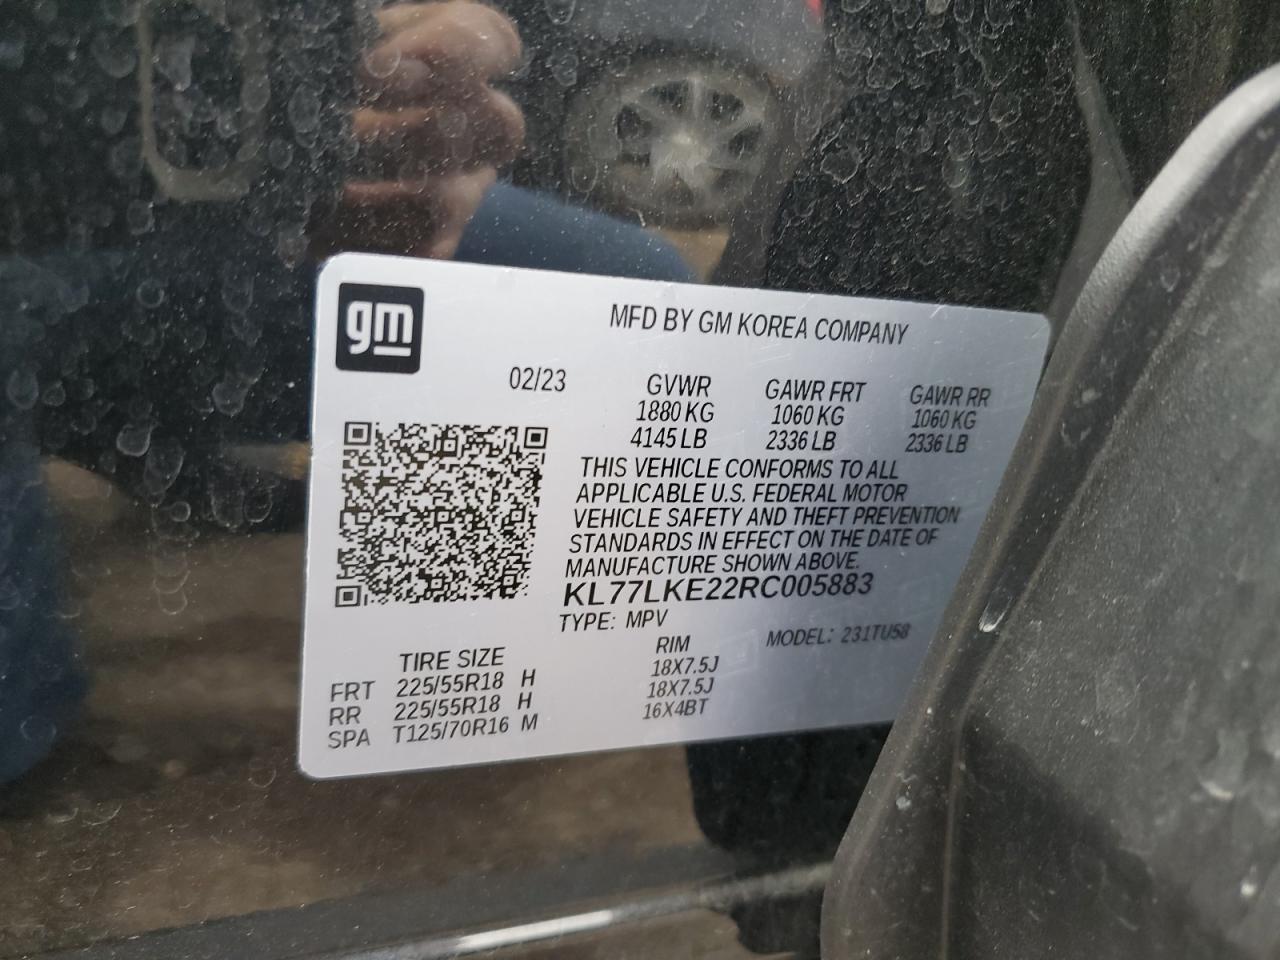 gm
MFD BY GM KOREA COMPANY
02/23 GVWR GAWR FRT GAWR RR
1880 KG 1060 KG 1060 KG
4145 LB 2336 LB 2336 LB
THIS VEHICLE CONFORMS TO ALL
APPLICABLE U.S. FEDERAL MOTOR
VEHICLE SAFETY AND THEFT PREVENTION
STANDARDS IN EFFECT ON THE DATE OF
MANUFACTURE SHOWN ABOVE.
KL77LKE22RC005883
TYPE: MPV MODEL: 231TU58
TIRE SIZE RIM
FRT 225/55R18 H 18X7.5J
RR 225/55R18 H 18X7.5J
SPA T125/70R16 M 16X4BT